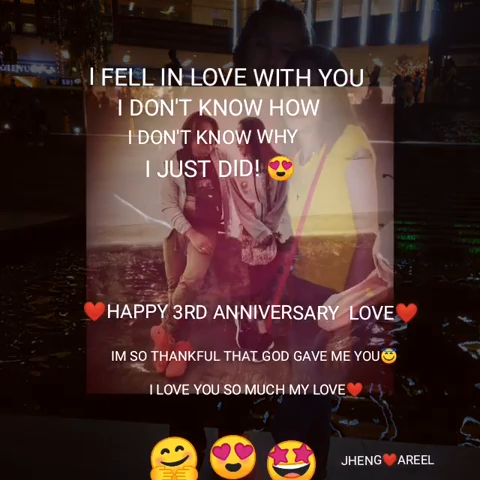 I FELL IN LOVE WITH YOU
I DON'T KNOW HOW
I DON'T KNOW WHY
I JUST DID! 😍
❤️HAPPY 3RD ANNIVERSARY LOVE❤️
IM SO THANKFUL THAT GOD GAVE ME YOU😇
I LOVE YOU SO MUCH MY LOVE❤️
JHENG❤️AREEL